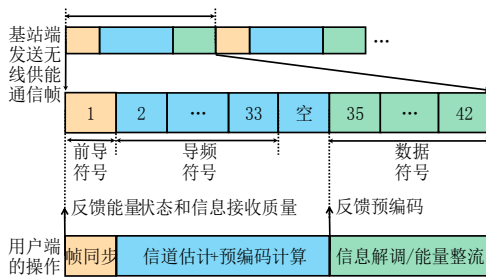 基站端
发送无
线供能
通信帧
...
1 2 ... 33 空 35 ... 42
前导
符号
导频
符号
数据
符号
反馈能量状态和信息接收质量
反馈预编码
用户端
的操作
帧同步 信道估计+预编码计算 信息解调/能量整流